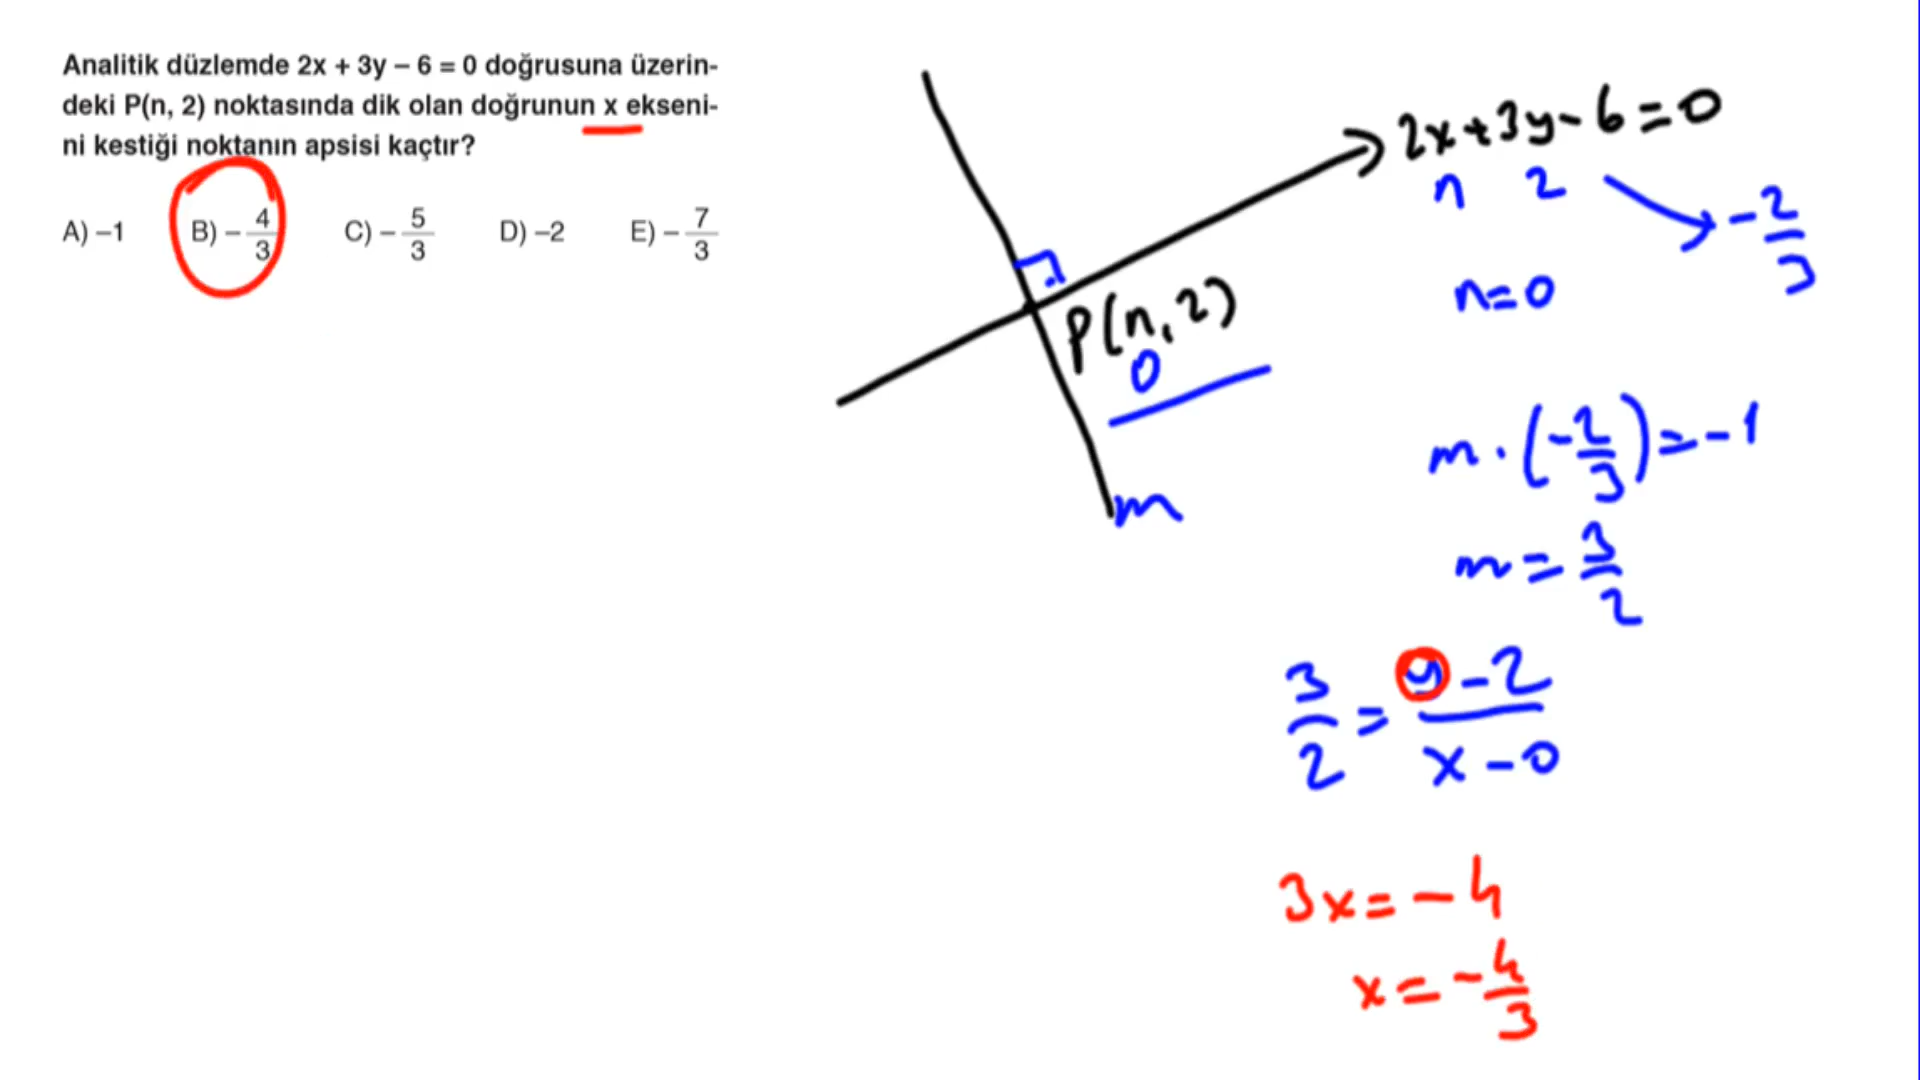 Analitik düzlemde 2x + 3y – 6 = 0 doğrusuna üzerin-
deki P(n, 2) noktasında dik olan doğrunun x ekseni-
ni kestiği noktanın apsisi kaçtır?
A) –1 B) – 4/3 C) – 5/3 D) –2 E) – 7/3
2x+3y-6=0
n 2
-2/3
n=0
P(n,2)
0
m
m·(-2/3)=-1
m=3/2
3/2=y-2/x-0
3x=-4
x=-4/3